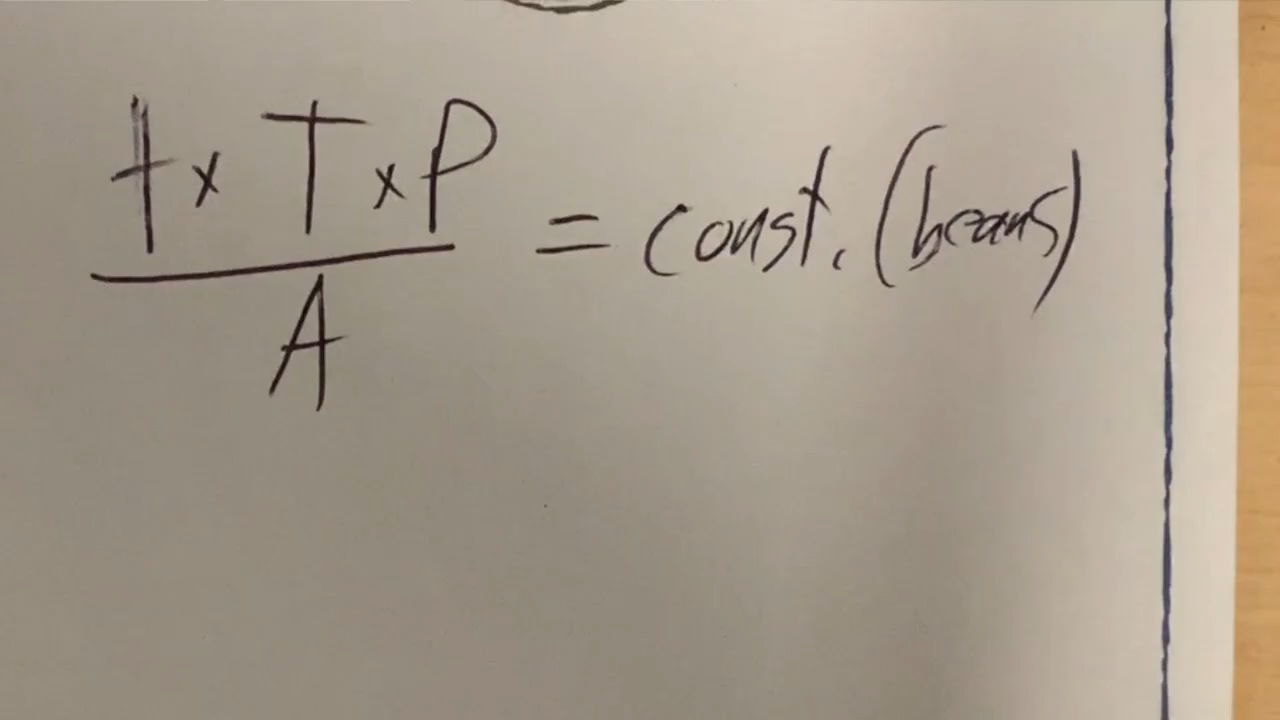 t x T x P
= const. (beans)
A